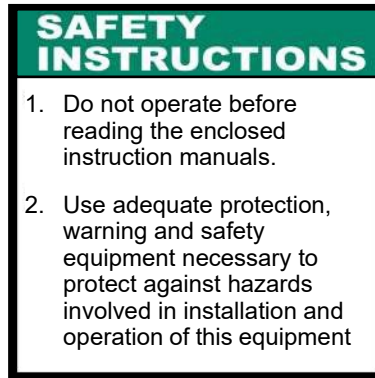 SAFETY
INSTRUCTIONS
1. Do not operate before
reading the enclosed
instruction manuals.
2. Use adequate protection,
warning and safety
equipment necessary to
protect against hazards
involved in installation and
operation of this equipment